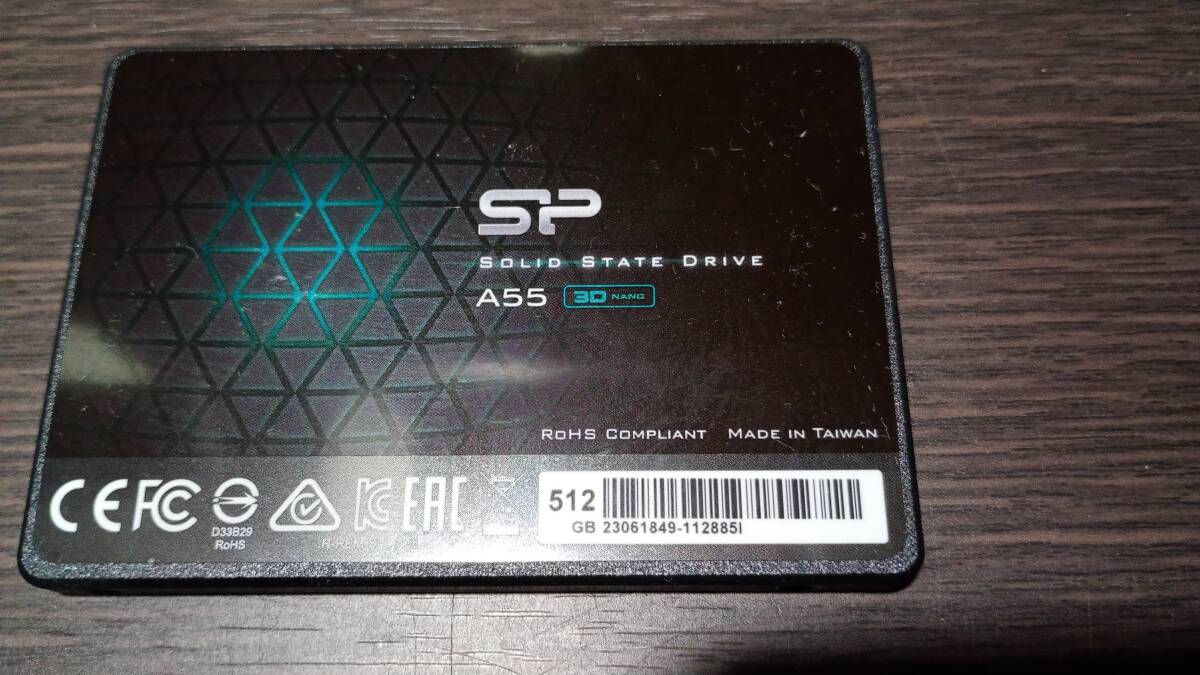 SP
SOLID STATE DRIVE
A55 3D NAND
RoHS COMPLIANT MADE IN TAIWAN
CE FC
D33B29
RoHS
EAC
512
GB 23061849-112885I